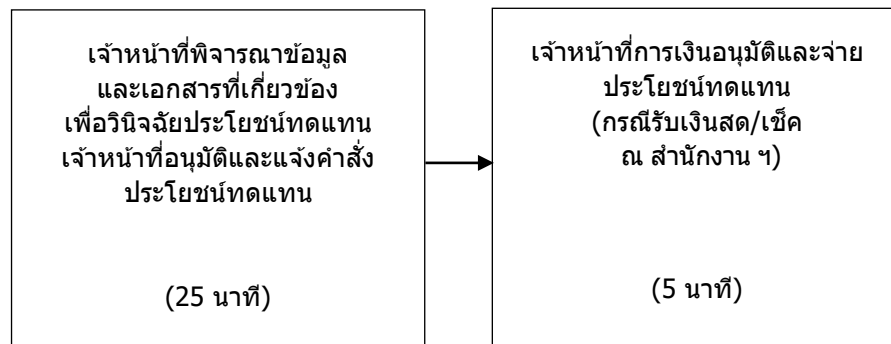 เจ้าหน้าที่พิจารณาข้อมูล
และเอกสารที่เกี่ยวข้อง
เพื่อวินิจฉัยประโยชน์ทดแทน
เจ้าหน้าที่อนุมัติและแจ้งคำสั่ง
ประโยชน์ทดแทน
(25 นาที)
เจ้าหน้าที่การเงินอนุมัติและจ่าย
ประโยชน์ทดแทน
(กรณีรับเงินสด/เช็ค
ณ สำนักงาน ฯ)
(5 นาที)